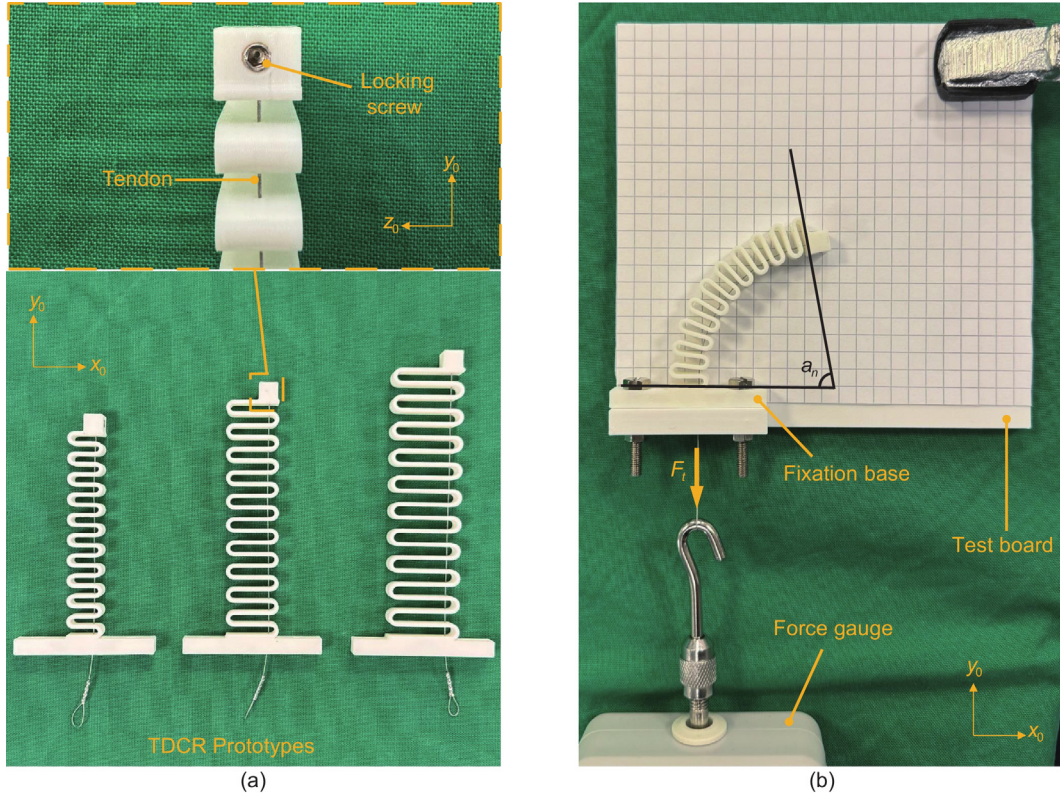 Locking
screw
Tendon
y₀
z₀
y₀
x₀
TDCR Prototypes
(a)
aₙ
Fₜ
Fixation base
Test board
Force gauge
y₀
x₀
(b)